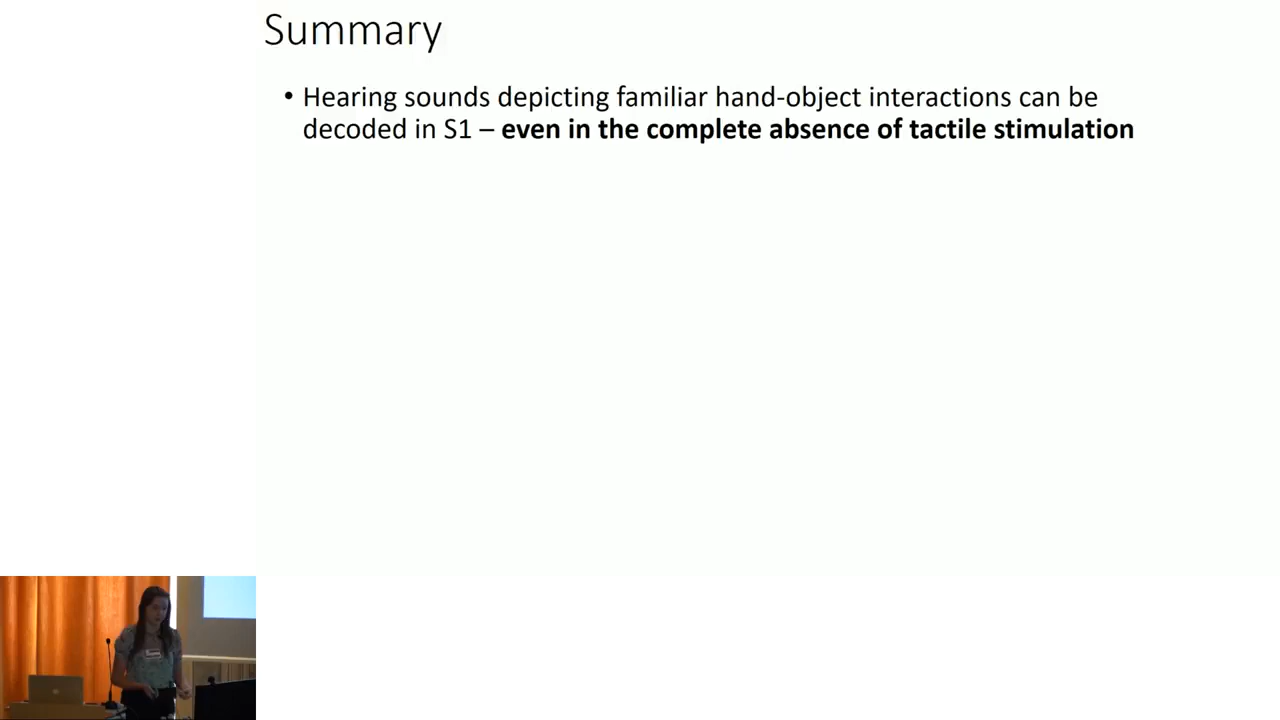 Summary
• Hearing sounds depicting familiar hand-object interactions can be
decoded in S1 – even in the complete absence of tactile stimulation